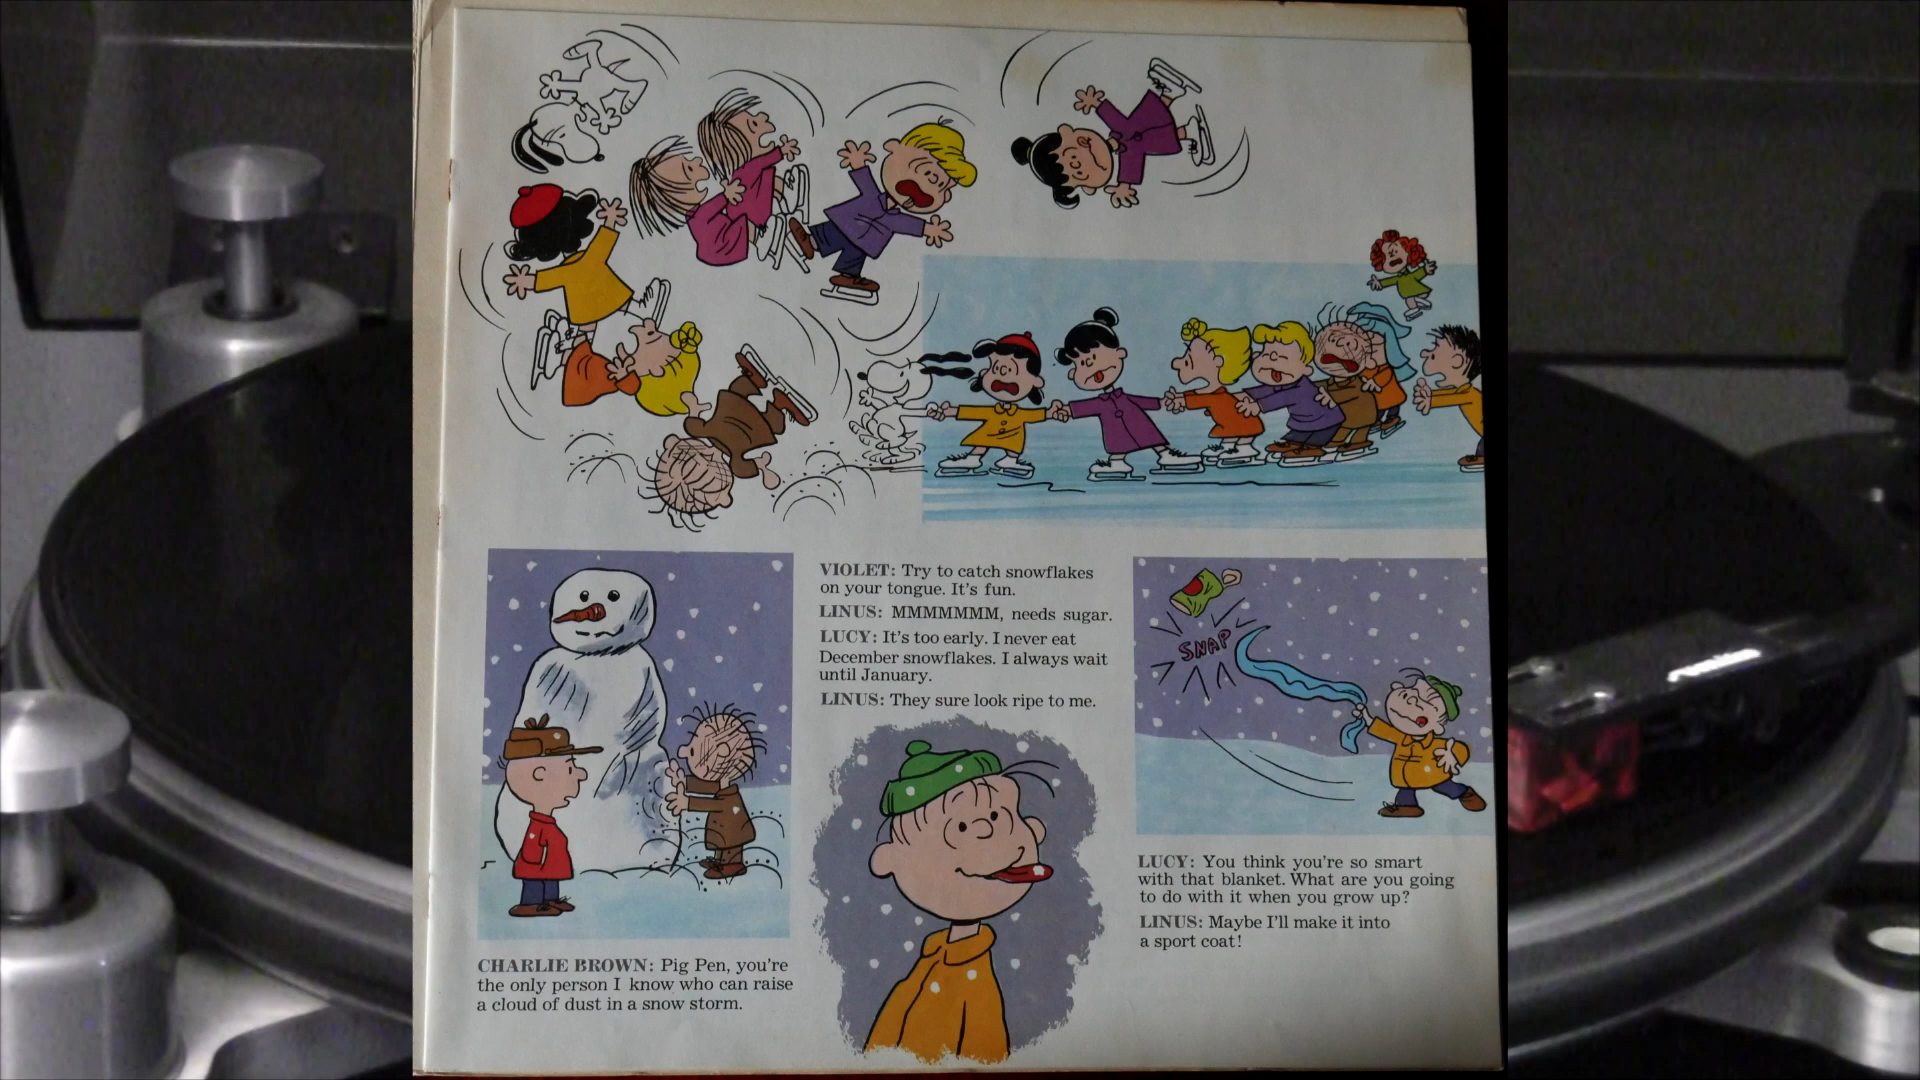 VIOLET: Try to catch snowflakes
on your tongue. It's fun.
LINUS: MMMMMMM, needs sugar.
LUCY: It's too early. I never eat
December snowflakes. I always wait
until January.
LINUS: They sure look ripe to me.
SNAP
CHARLIE BROWN: Pig Pen, you're
the only person I know who can raise
a cloud of dust in a snow storm.
LUCY: You think you're so smart
with that blanket. What are you going
to do with it when you grow up?
LINUS: Maybe I'll make it into
a sport coat!